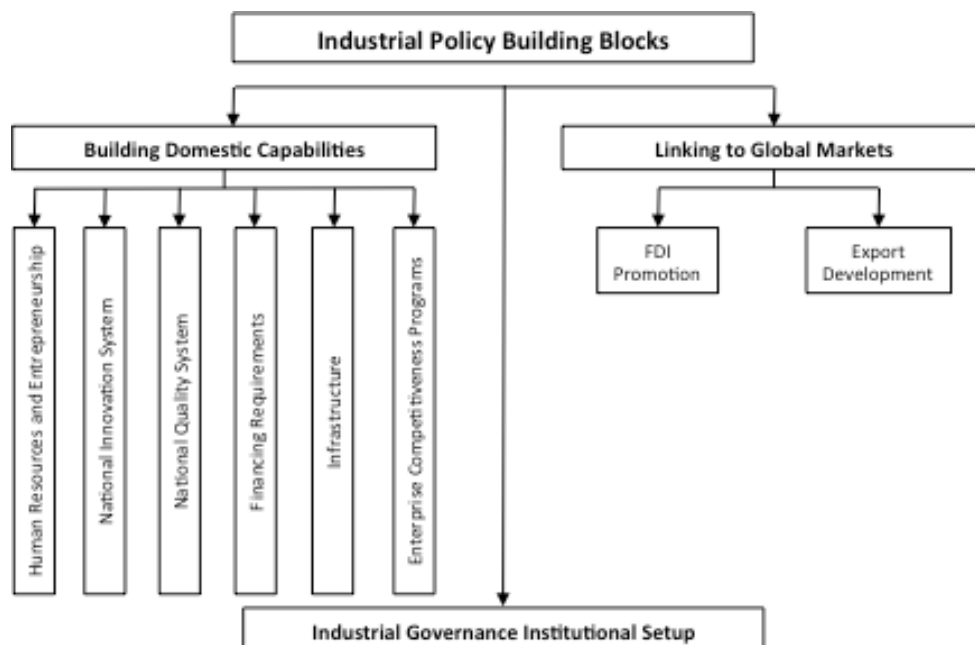 Industrial Policy Building Blocks
Building Domestic Capabilities
Linking to Global Markets
Human Resources and Entrepreneurship
National Innovation System
National Quality System
Financing Requirements
Infrastructure
Enterprise Competitiveness Programs
FDI
Promotion
Export
Development
Industrial Governance Institutional Setup